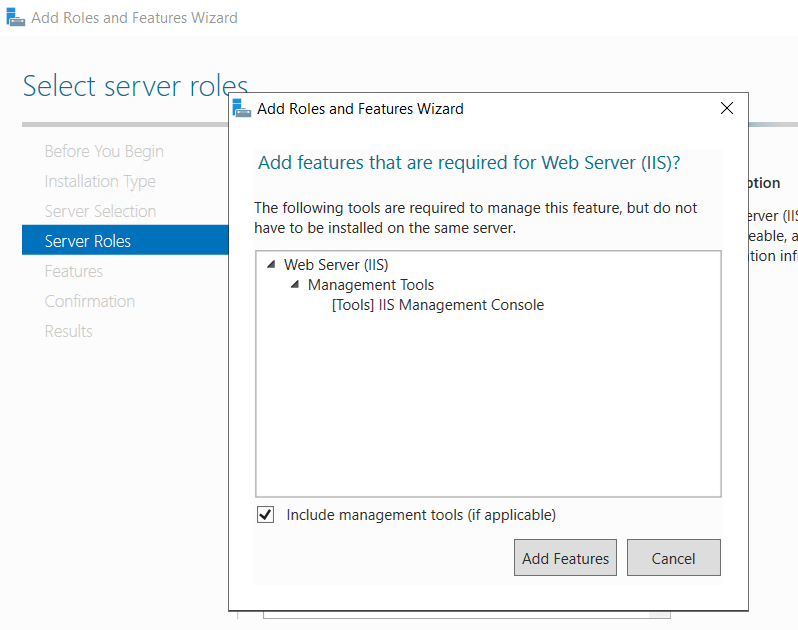 Add Roles and Features Wizard
Select server roles
Before You Begin
Installation Type
Server Selection
Server Roles
Features
Confirmation
Results
Add Roles and Features Wizard
Add features that are required for Web Server (IIS)?
The following tools are required to manage this feature, but do not
have to be installed on the same server.
Web Server (IIS)
Management Tools
[Tools] IIS Management Console
Include management tools (if applicable)
Add Features
Cancel